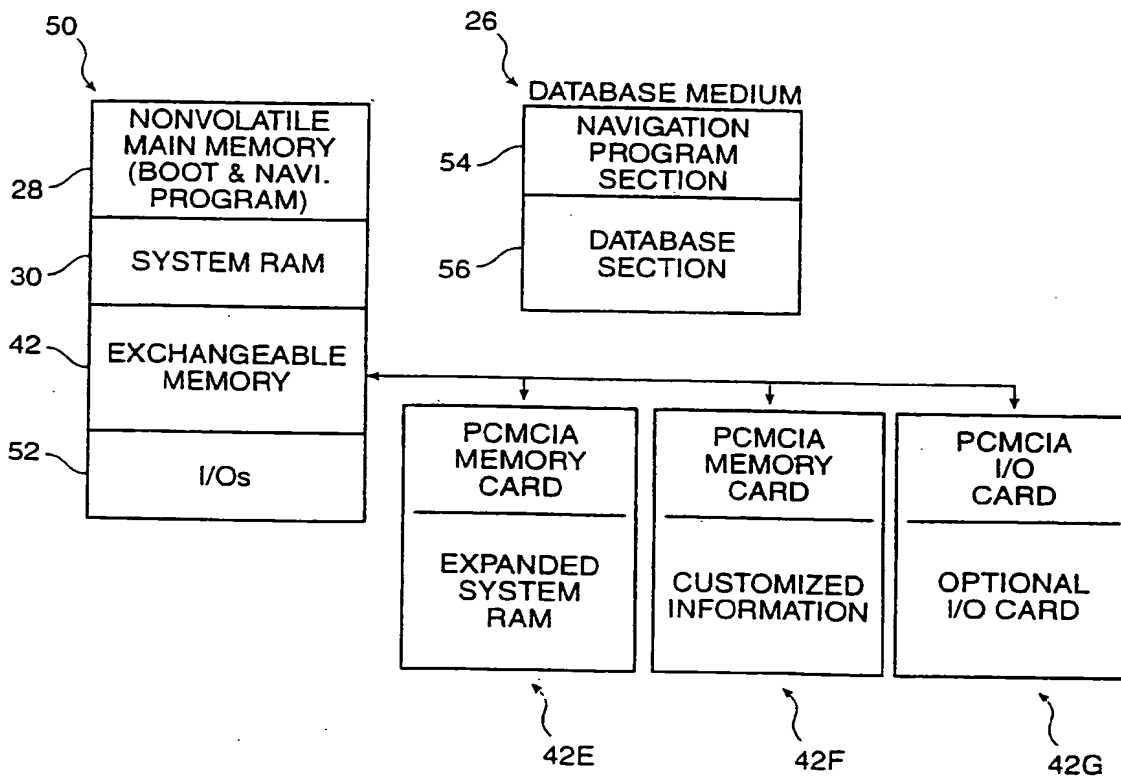 50
NONVOLATILE
MAIN MEMORY
(BOOT & NAVI.
PROGRAM)
28
SYSTEM RAM
30
EXCHANGEABLE
MEMORY
42
I/Os
52
26
DATABASE MEDIUM
NAVIGATION
PROGRAM
SECTION
54
DATABASE
SECTION
56
PCMCIA
MEMORY
CARD
EXPANDED
SYSTEM
RAM
42E
PCMCIA
MEMORY
CARD
CUSTOMIZED
INFORMATION
42F
PCMCIA
I/O
CARD
OPTIONAL
I/O CARD
42G